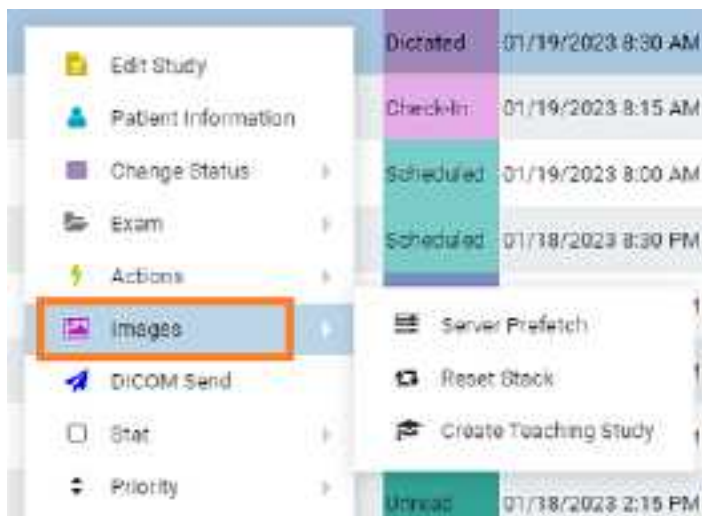 Edit Study
Patient Information
Change Status
Exam
Actions
Images
DICOM Send
Stat
Priority
Server Prefetch
Reset Stack
Create Teaching Study
Dictated 01/19/2023 8:30 AM
Check-In 01/19/2023 8:15 AM
Scheduled 01/19/2023 8:00 AM
Scheduled 01/18/2023 8:30 PM
Unread 01/18/2023 2:15 PM